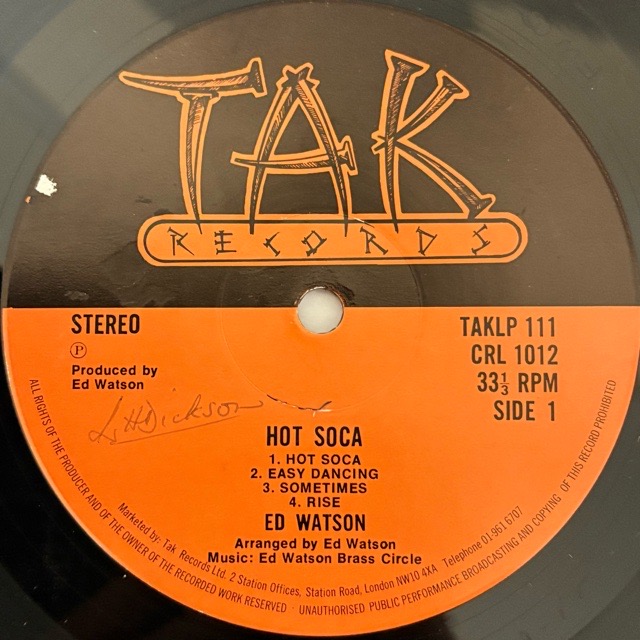 TAK
RECORDS
STEREO
Ⓟ
Produced by
Ed Watson
TAKLP 111
CRL 1012
33⅓ RPM
SIDE 1
L H Dickson
HOT SOCA
1. HOT SOCA
2. EASY DANCING
3. SOMETIMES
4. RISE
ED WATSON
Arranged by Ed Watson
Music: Ed Watson Brass Circle
Marketed by: Tak Records Ltd. 2 Station Offices, Station Road, London NW10 4XA Telephone 01-961 6707
ALL RIGHTS OF THE PRODUCER AND OF THE OWNER OF THE RECORDED WORK RESERVED · UNAUTHORISED PUBLIC PERFORMANCE BROADCASTING AND COPYING OF THIS RECORD PROHIBITED